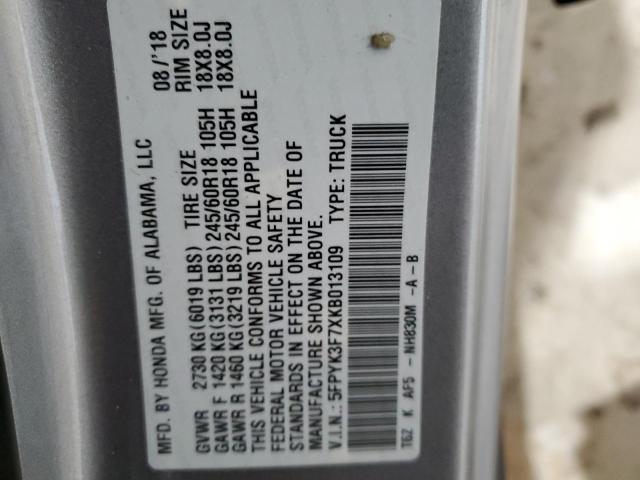 MFD. BY HONDA MFG. OF ALABAMA, LLC 08/'18
GVWR 2730 KG(6019 LBS) TIRE SIZE RIM SIZE
GAWR F 1420 KG(3131 LBS)245/60R18 105H 18X8.0J
GAWR R 1460 KG(3219 LBS)245/60R18 105H 18X8.0J
THIS VEHICLE CONFORMS TO ALL APPLICABLE
FEDERAL MOTOR VEHICLE SAFETY
STANDARDS IN EFFECT ON THE DATE OF
MANUFACTURE SHOWN ABOVE.
V.I.N.: 5FPYK3F7XKB013109 TYPE: TRUCK
T6Z K AF5 - NH830M -A -B